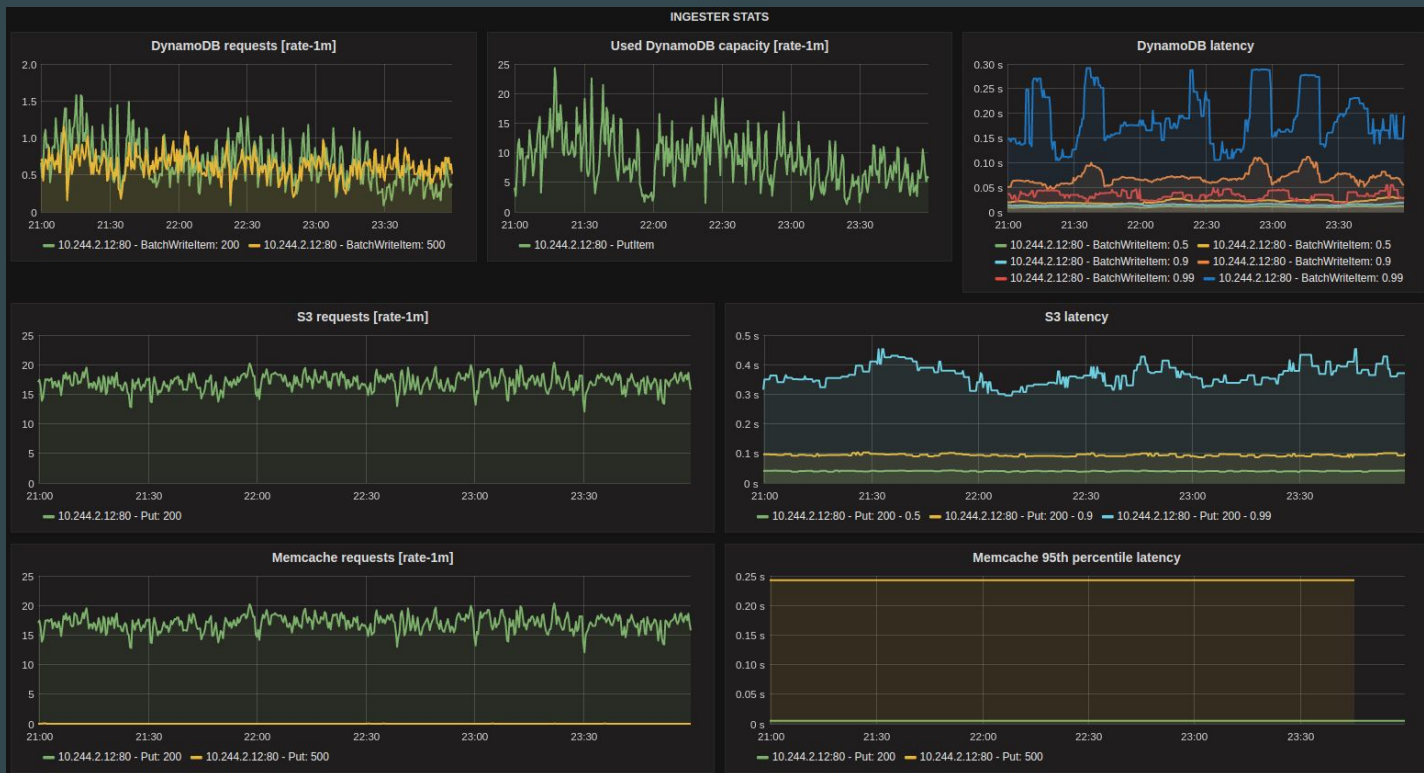 INGESTER STATS
DynamoDB requests [rate-1m]
2.0
1.5
1.0
0.5
0
21:00 21:30 22:00 22:30 23:00 23:30
10.244.2.12:80 - BatchWriteItem: 200 10.244.2.12:80 - BatchWriteItem: 500
Used DynamoDB capacity [rate-1m]
25
20
15
10
5
0
21:00 21:30 22:00 22:30 23:00 23:30
10.244.2.12:80 - PutItem
DynamoDB latency
0.30 s
0.25 s
0.20 s
0.15 s
0.10 s
0.05 s
0 s
21:00 21:30 22:00 22:30 23:00 23:30
10.244.2.12:80 - BatchWriteItem: 0.5 10.244.2.12:80 - BatchWriteItem: 0.5
10.244.2.12:80 - BatchWriteItem: 0.9 10.244.2.12:80 - BatchWriteItem: 0.9
10.244.2.12:80 - BatchWriteItem: 0.99 10.244.2.12:80 - BatchWriteItem: 0.99
S3 requests [rate-1m]
25
20
15
10
5
0
21:00 21:30 22:00 22:30 23:00 23:30
10.244.2.12:80 - Put: 200
S3 latency
0.5 s
0.4 s
0.3 s
0.2 s
0.1 s
0 s
21:00 21:30 22:00 22:30 23:00 23:30
10.244.2.12:80 - Put: 200 - 0.5 10.244.2.12:80 - Put: 200 - 0.9 10.244.2.12:80 - Put: 200 - 0.99
Memcache requests [rate-1m]
25
20
15
10
5
0
21:00 21:30 22:00 22:30 23:00 23:30
10.244.2.12:80 - Put: 200 10.244.2.12:80 - Put: 500
Memcache 95th percentile latency
0.25 s
0.20 s
0.15 s
0.10 s
0.05 s
0 s
21:00 21:30 22:00 22:30 23:00 23:30
10.244.2.12:80 - Put: 200 10.244.2.12:80 - Put: 500